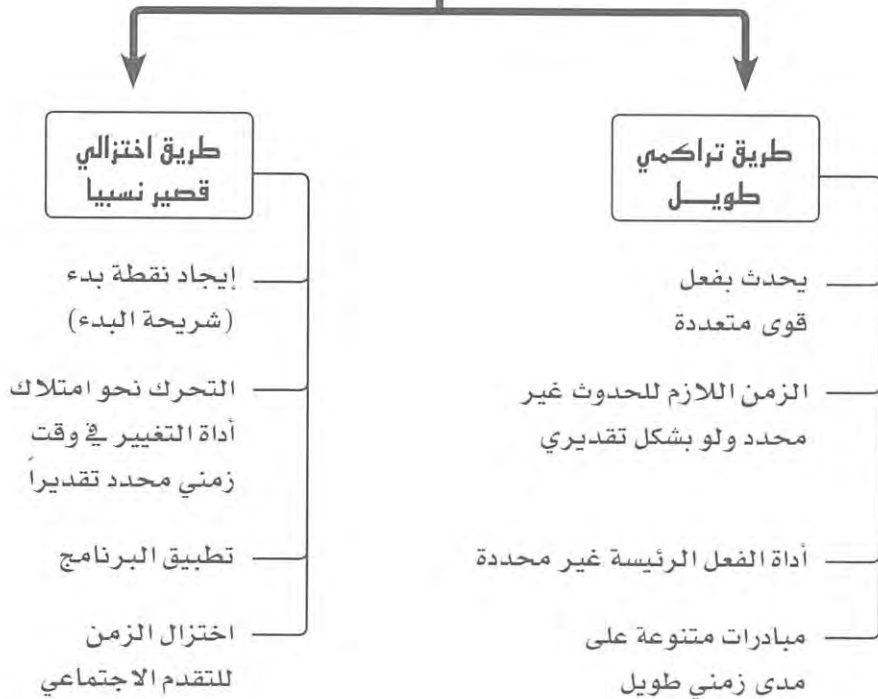 طريق تراكمي
طويــل
يحدث بفعل
قوى متعددة
الزمن اللازم للحدوث غير
محدد ولو بشكل تقديري
أداة الفعل الرئيسة غير محددة
مبادرات متنوعة على
مدى زمني طويل
طريق اختزالي
قصير نسبيا
إيجاد نقطة بدء
(شريحة البدء)
التحرك نحو امتلاك
أداة التغيير في وقت
زمني محدد تقديراً
تطبيق البرنامج
اختزال الزمن
للتقدم الاجتماعي